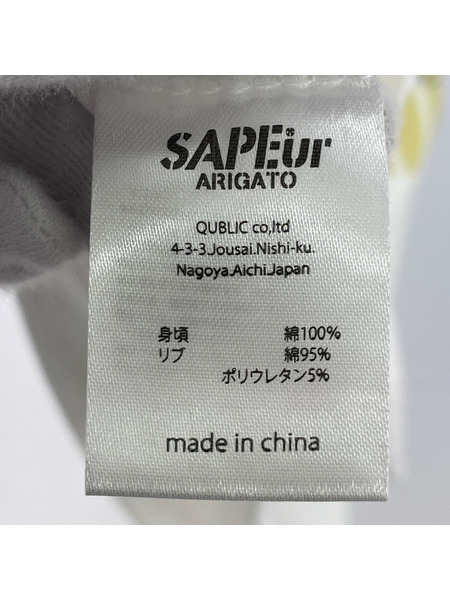 SAPEur®
ARIGATO
QUBLIC co,ltd
4-3-3.Jousai.Nishi-ku.
Nagoya.Aichi.Japan
身頃 綿100%
リブ 綿95%
ポリウレタン5%
made in china